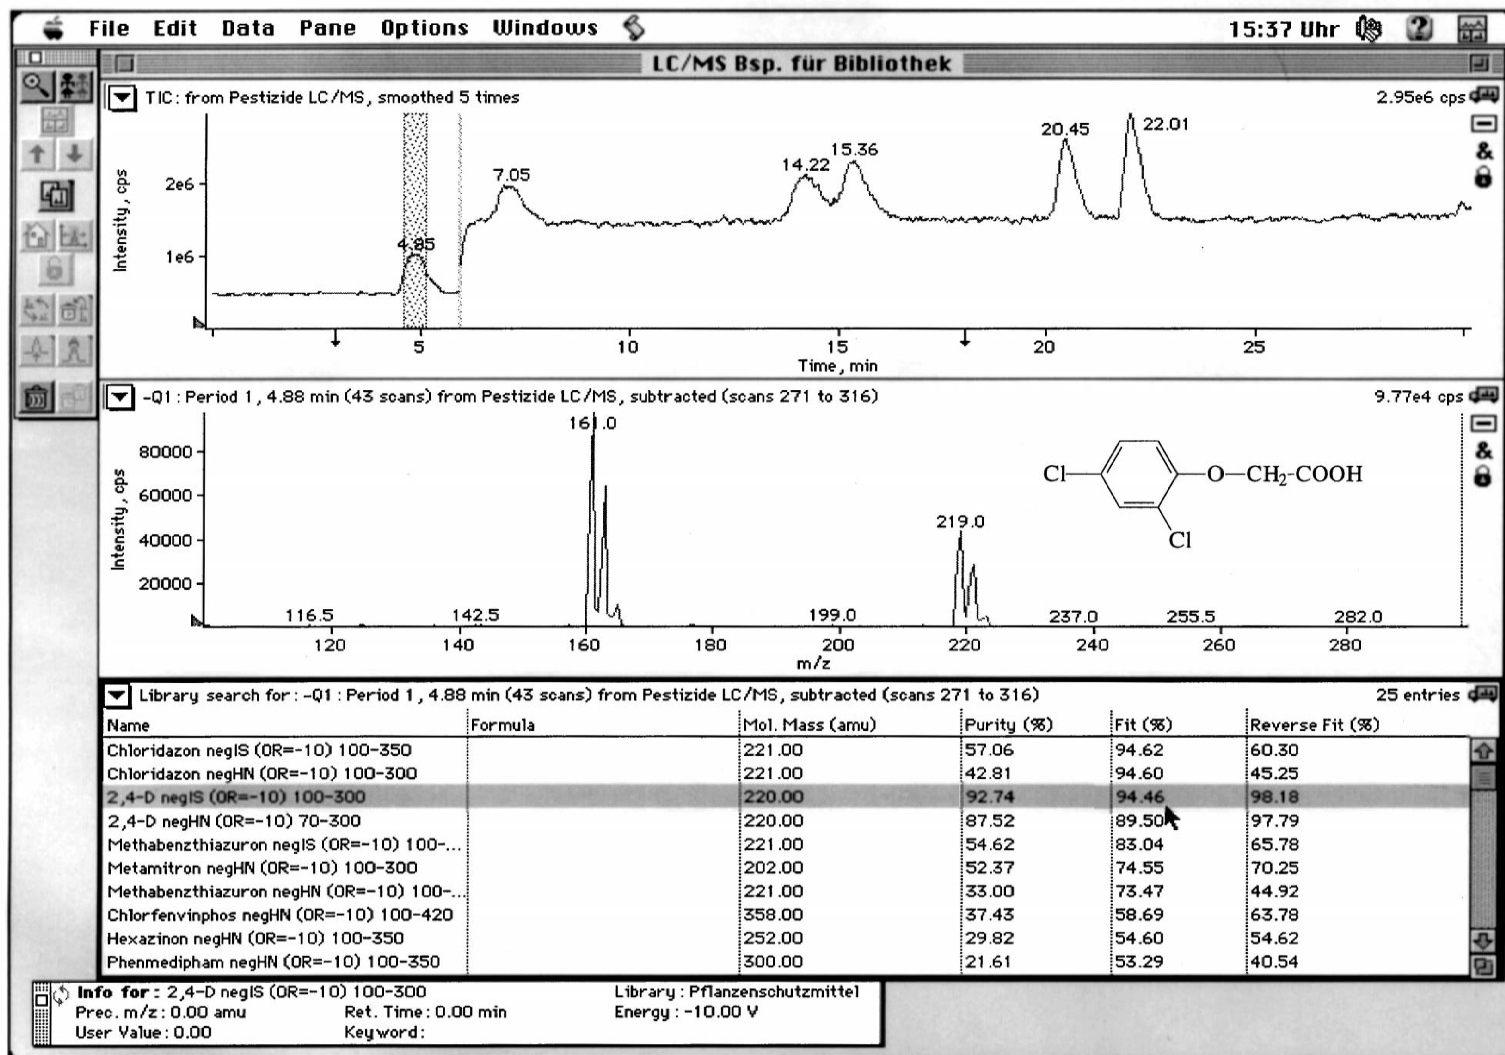 File Edit Data Pane Options Windows 15:37 Uhr
LC/MS Bsp. für Bibliothek
TIC: from Pestizide LC/MS, smoothed 5 times 2.95e6 cps
Intensity, cps
2e6
1e6
4.85
7.05
14.22
15.36
20.45
22.01
&
5 10 15 20 25
Time, min
-Q1: Period 1, 4.88 min (43 scans) from Pestizide LC/MS, subtracted (scans 271 to 316) 9.77e4 cps
Intensity, cps
80000
60000
40000
20000
161.0
219.0
116.5 142.5 199.0 237.0 255.5 282.0
Cl O CH2-COOH
Cl
&
120 140 160 180 200 220 240 260 280
m/z
Library search for: -Q1: Period 1, 4.88 min (43 scans) from Pestizide LC/MS, subtracted (scans 271 to 316) 25 entries
Name Formula Mol. Mass (amu) Purity (%) Fit (%) Reverse Fit (%)
Chloridazon negIS (OR=-10) 100-350 221.00 57.06 94.62 60.30
Chloridazon negHN (OR=-10) 100-300 221.00 42.81 94.60 45.25
2,4-D negIS (OR=-10) 100-300 220.00 92.74 94.46 98.18
2,4-D negHN (OR=-10) 70-300 220.00 87.52 89.50 97.79
Methabenzthiazuron negIS (OR=-10) 100-... 221.00 54.62 83.04 65.78
Metamitron negHN (OR=-10) 100-300 202.00 52.37 74.55 70.25
Methabenzthiazuron negHN (OR=-10) 100-... 221.00 33.00 73.47 44.92
Chlorfenvinphos negHN (OR=-10) 100-420 358.00 37.43 58.69 63.78
Hexazinon negHN (OR=-10) 100-350 252.00 29.82 54.60 54.62
Phenmedipham negHN (OR=-10) 100-350 300.00 21.61 53.29 40.54
Info for: 2,4-D negIS (OR=-10) 100-300 Library: Pflanzenschutzmittel
Prec. m/z: 0.00 amu Ret. Time: 0.00 min Energy: -10.00 V
User Value: 0.00 Keyword: